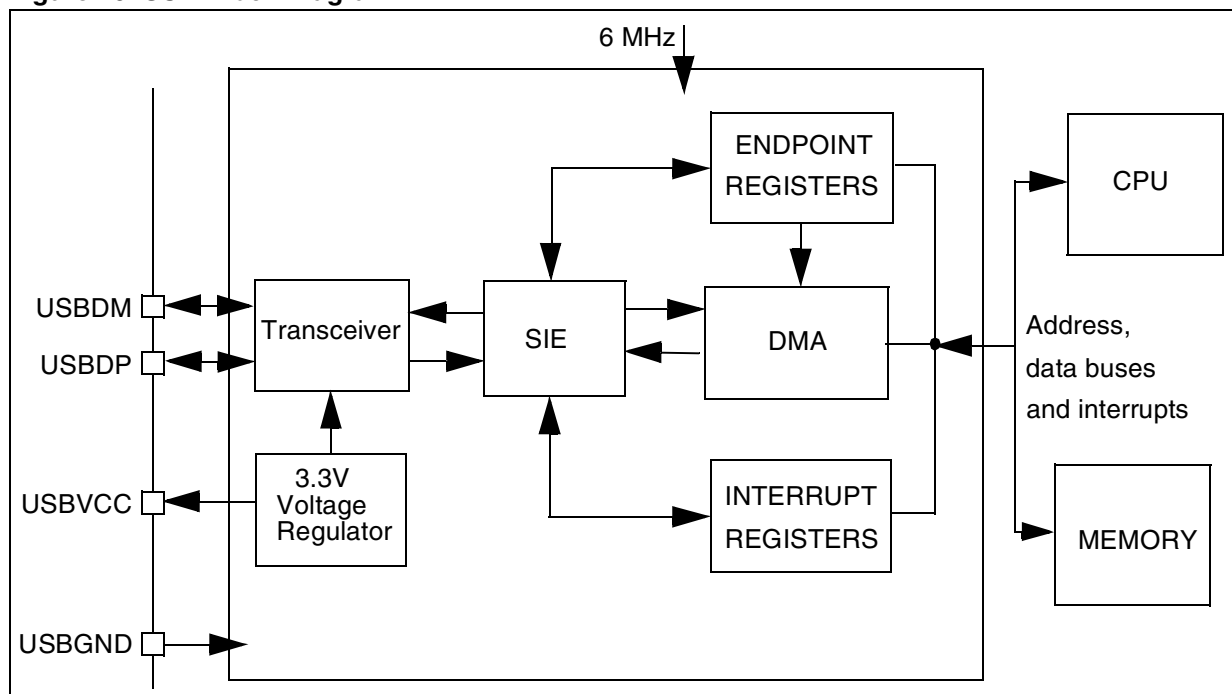 6 MHz
ENDPOINT
REGISTERS
CPU
USBDM
Transceiver
SIE
DMA
Address,
data buses
and interrupts
USBDP
3.3V
Voltage
Regulator
USBVCC
INTERRUPT
REGISTERS
MEMORY
USBGND